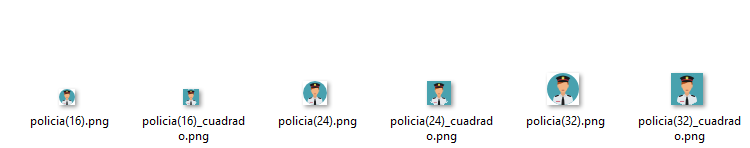 policia(16).png
policia(16)_cuadrad
o.png
policia(24).png
policia(24)_cuadrad
o.png
policia(32).png
policia(32)_cuadrad
o.png